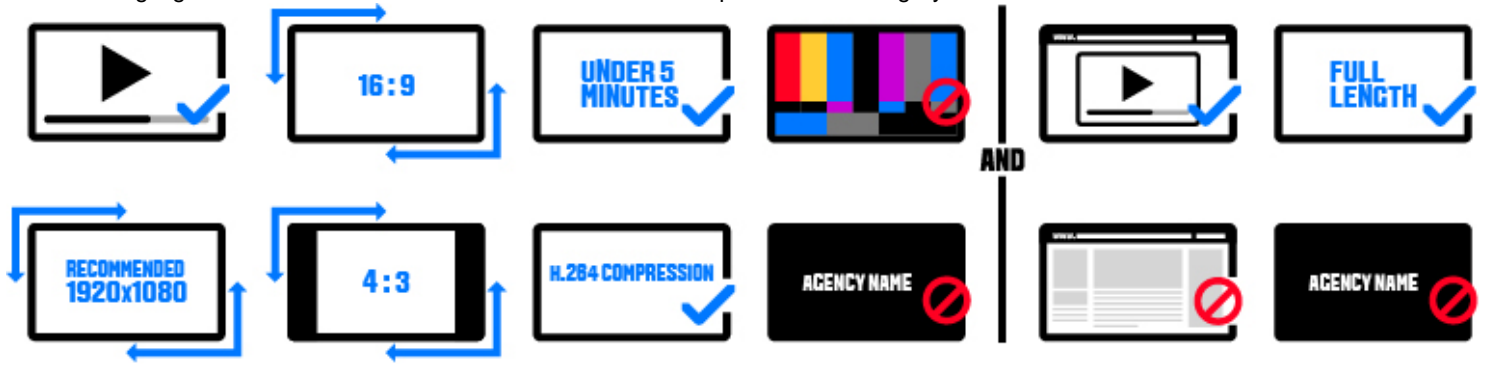 16:9
UNDER 5
MINUTES
FULL
LENGTH
AND
RECOMMENDED
1920x1080
4:3
H.264 COMPRESSION
AGENCY NAME
AGENCY NAME